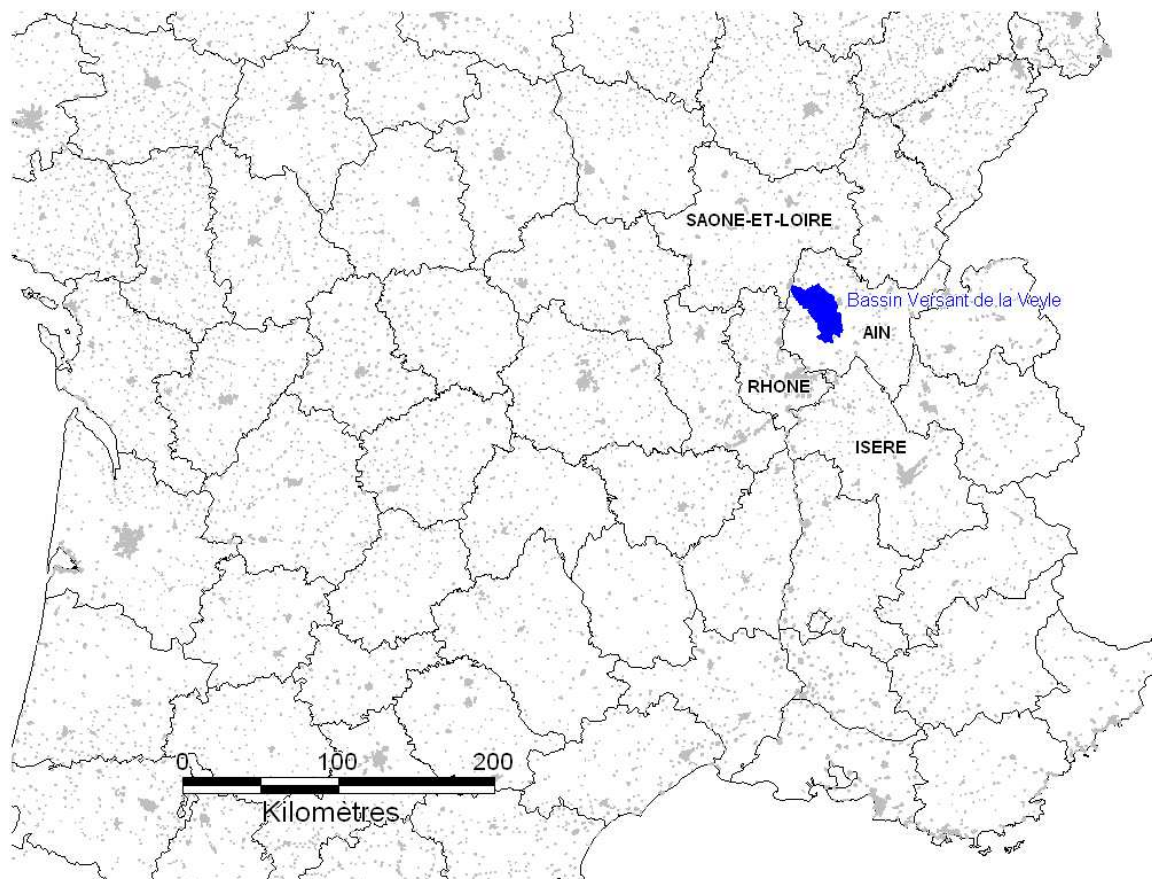 SAONE-ET-LOIRE
Bassin Versant de la Veyle
AIN
RHONE
ISERE
0 100 200
Kilomètres